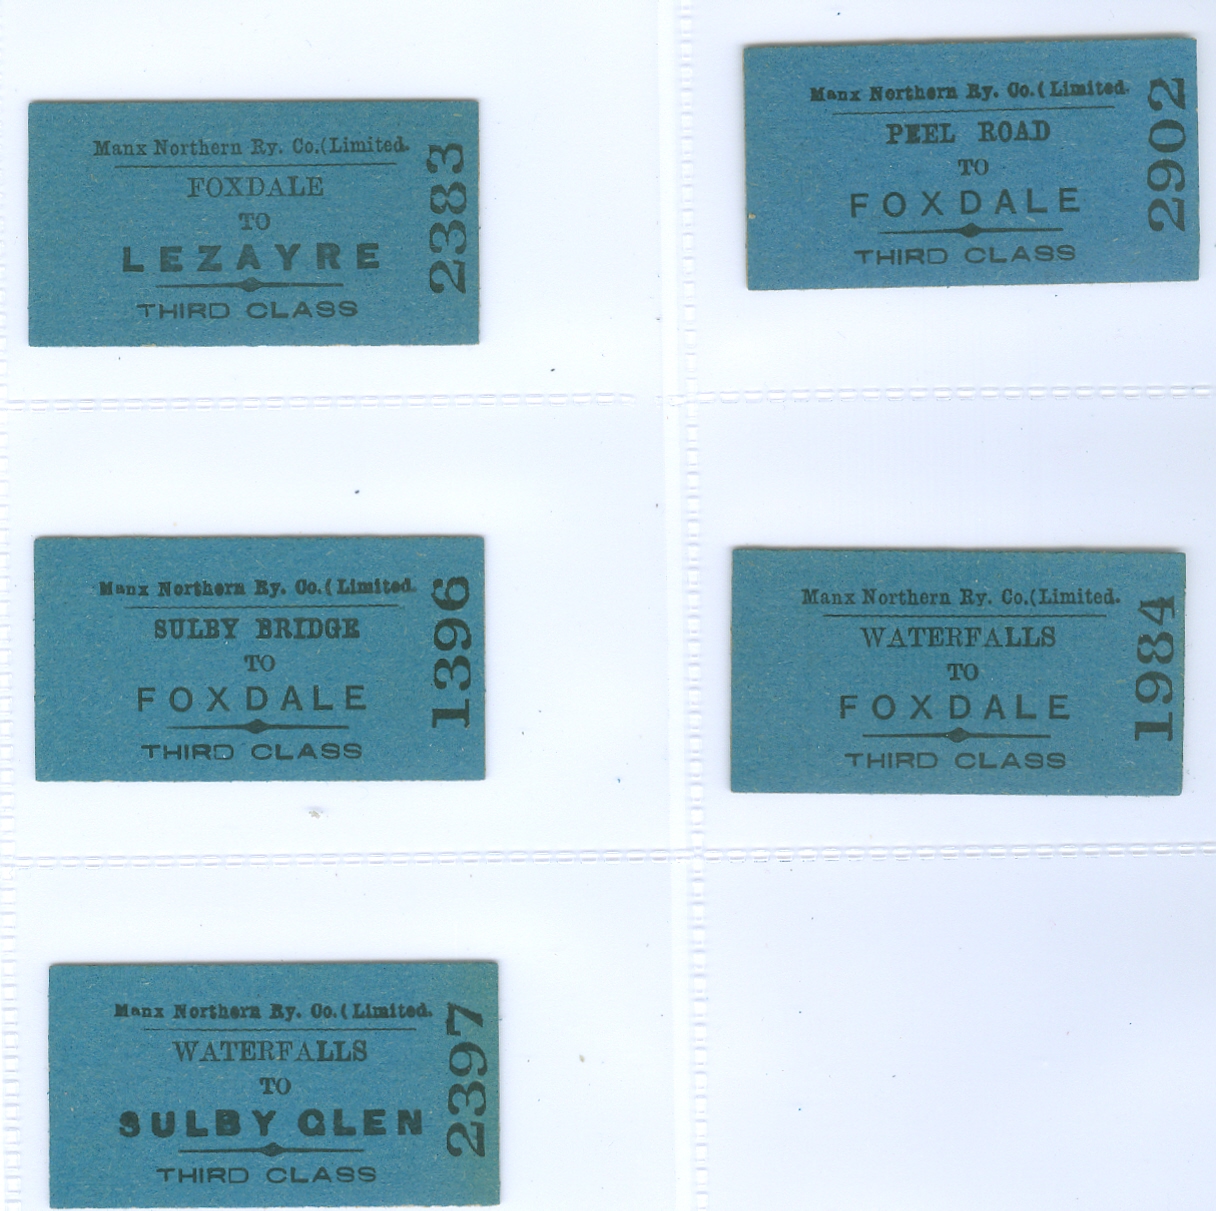 Manx Northern Ry. Co.(Limited.
FOXDALE
TO
LEZAYRE
THIRD CLASS
2383
Manx Northern Ry. Co.(Limited.
PEEL ROAD
TO
FOXDALE
THIRD CLASS
2902
Manx Northern Ry. Co.(Limited.
SULBY BRIDGE
TO
FOXDALE
THIRD CLASS
1396
Manx Northern Ry. Co.(Limited.
WATERFALLS
TO
FOXDALE
THIRD CLASS
1984
Manx Northern Ry. Co.(Limited.
WATERFALLS
TO
SULBY GLEN
THIRD CLASS
2397